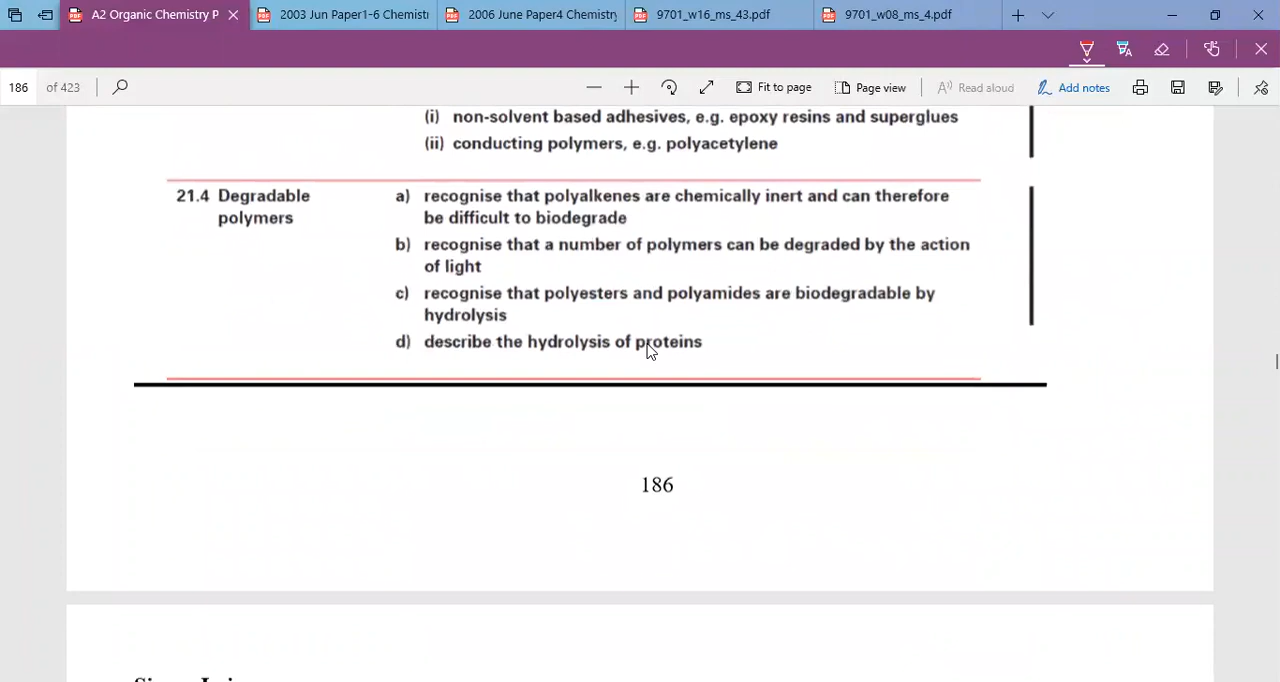 A2 Organic Chemistry P
2003 Jun Paper1-6 Chemistr
2006 June Paper4 Chemistry
9701_w16_ms_43.pdf
9701_w08_ms_4.pdf
186 of 423
Fit to page
Page view
Read aloud
Add notes
(i) non-solvent based adhesives, e.g. epoxy resins and superglues
(ii) conducting polymers, e.g. polyacetylene
21.4 Degradable
polymers
a) recognise that polyalkenes are chemically inert and can therefore
be difficult to biodegrade
b) recognise that a number of polymers can be degraded by the action
of light
c) recognise that polyesters and polyamides are biodegradable by
hydrolysis
d) describe the hydrolysis of proteins
186